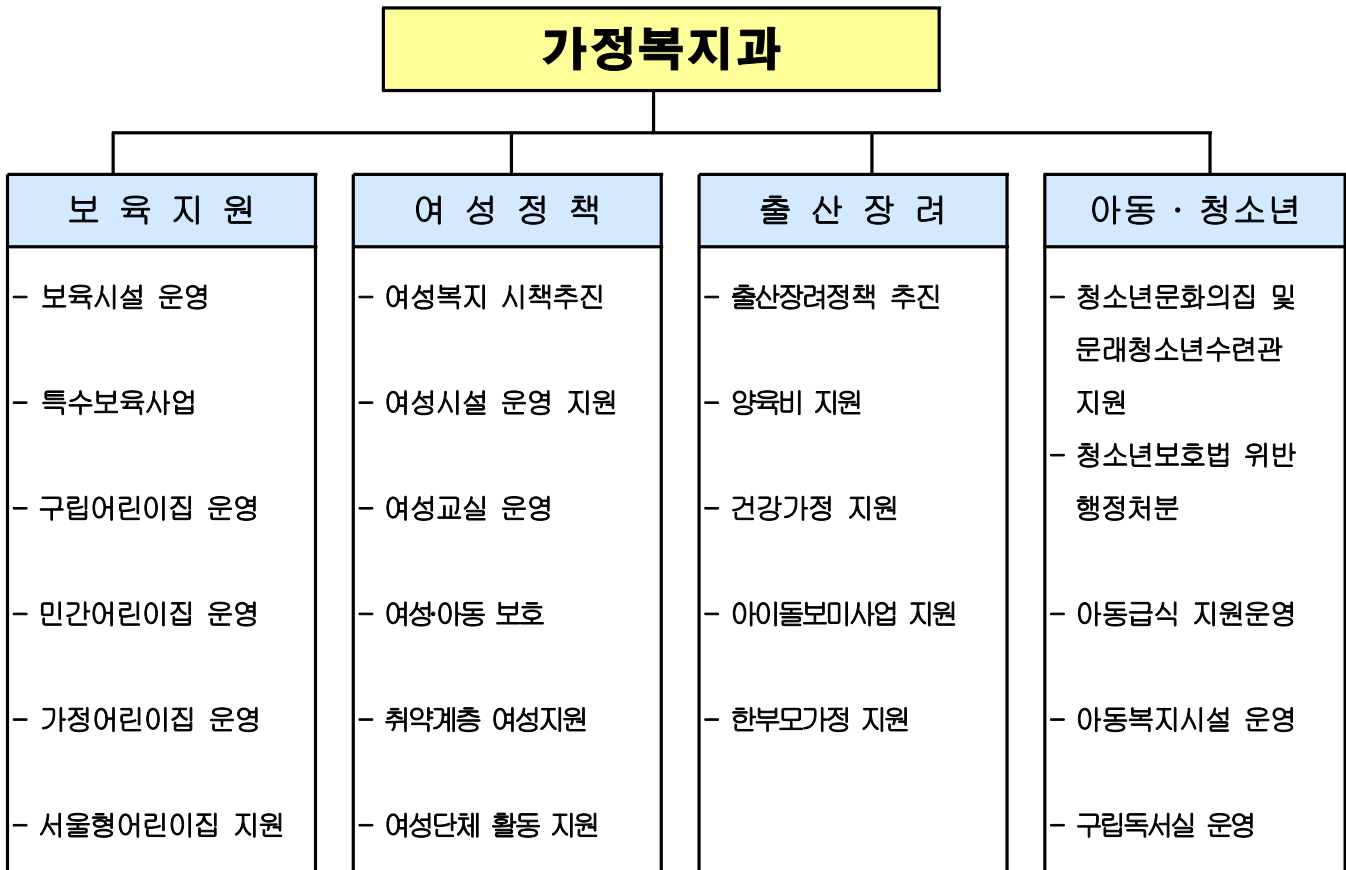 가정복지과
보 육 지 원
- 보육시설 운영
- 특수보육사업
- 구립어린이집 운영
- 민간어린이집 운영
- 가정어린이집 운영
- 서울형어린이집 지원
여 성 정 책
- 여성복지 시책추진
- 여성시설 운영 지원
- 여성교실 운영
- 여성·아동 보호
- 취약계층 여성지원
- 여성단체 활동 지원
출 산 장 려
- 출산장려정책 추진
- 양육비 지원
- 건강가정 지원
- 아이돌보미사업 지원
- 한부모가정 지원
아동 · 청소년
- 청소년문화의집 및
문래청소년수련관
지원
- 청소년보호법 위반
행정처분
- 아동급식 지원운영
- 아동복지시설 운영
- 구립독서실 운영